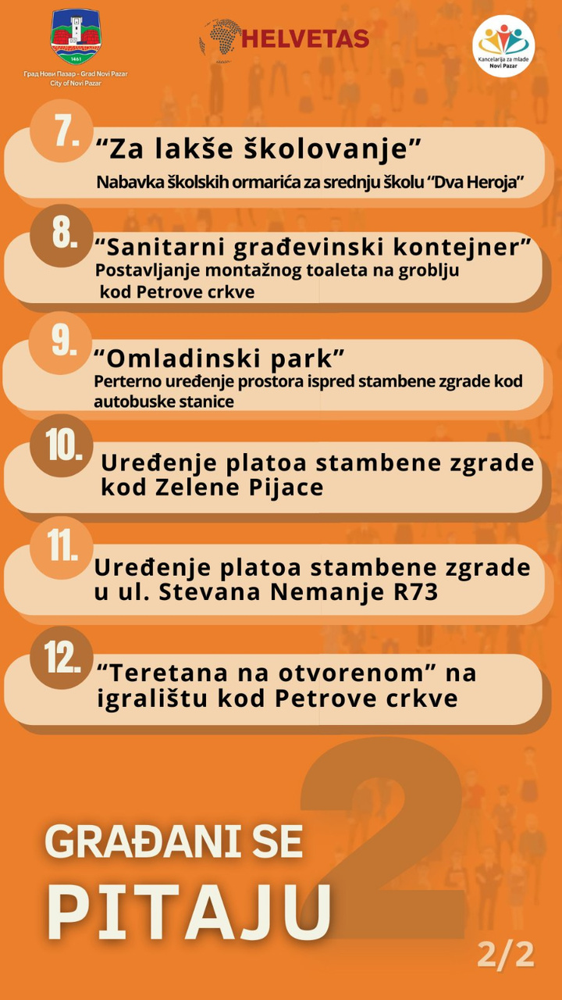 1461
Град Нови Пазар - Grad Novi Pazar
City of Novi Pazar
HELVETAS
Kancelarija za mlade
Novi Pazar
7.
“Za lakše školovanje”
Nabavka školskih ormarića za srednju školu “Dva Heroja”
8.
“Sanitarni građevinski kontejner”
Postavljanje montažnog toaleta na groblju
kod Petrove crkve
9.
“Omladinski park”
Perterno uređenje prostora ispred stambene zgrade kod
autobuske stanice
10.
Uređenje platoa stambene zgrade
kod Zelene Pijace
11.
Uređenje platoa stambene zgrade
u ul. Stevana Nemanje R73
12.
“Teretana na otvorenom” na
igralištu kod Petrove crkve
2
GRAĐANI SE
PITAJU
2/2